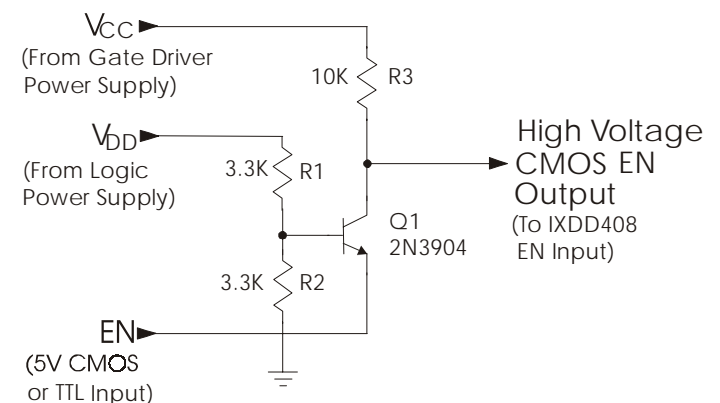 VCC
(From Gate Driver
Power Supply)
10K
R3
VDD
(From Logic
Power Supply)
3.3K
R1
High Voltage
CMOS EN
Output
(To IXDD408
EN Input)
Q1
2N3904
3.3K
R2
EN
(5V CMOS
or TTL Input)